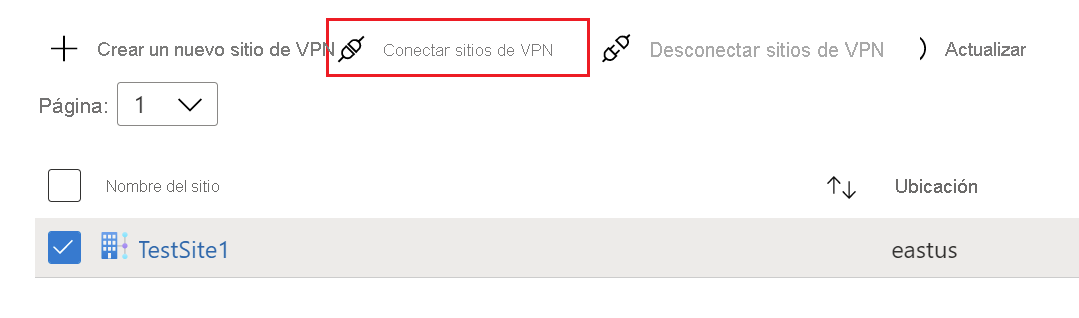 Crear un nuevo sitio de VPN Conectar sitios de VPN Desconectar sitios de VPN Actualizar
Página: 1
Nombre del sitio Ubicación
TestSite1 eastus